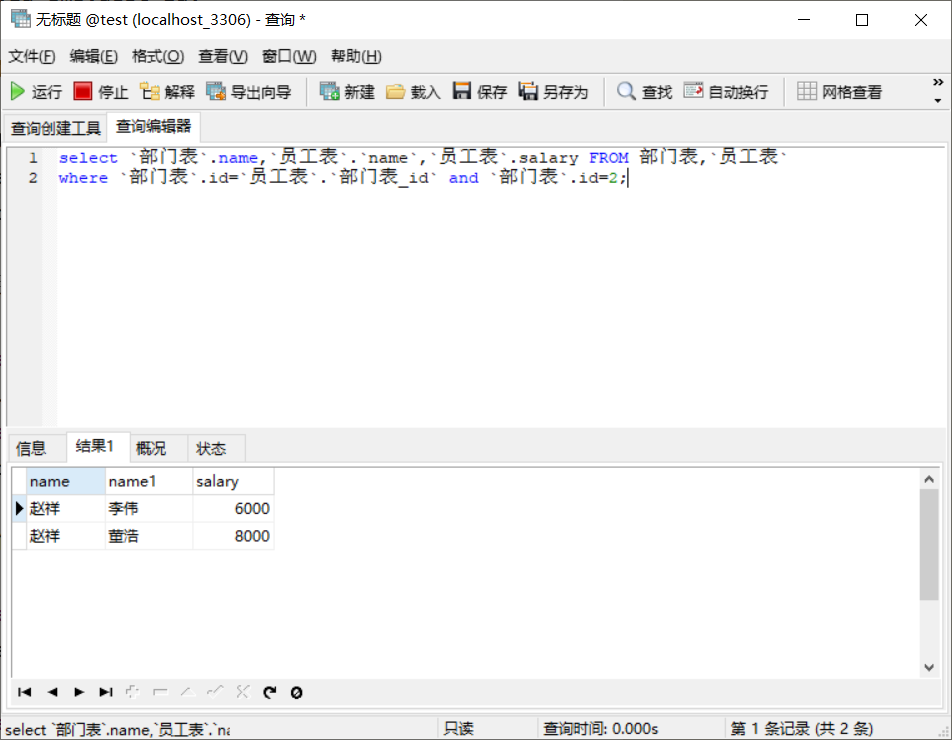 无标题 @test (localhost_3306) - 查询 *
文件(F) 编辑(E) 格式(O) 查看(V) 窗口(W) 帮助(H)
运行 停止 解释 导出向导 新建 载入 保存 另存为 查找 自动换行 网格查看 »
查询创建工具 查询编辑器
1 select `部门表`.name,`员工表`.`name`,`员工表`.salary FROM 部门表,`员工表`
2 where `部门表`.id=`员工表`.`部门表_id` and `部门表`.id=2;
信息 结果1 概况 状态
name name1 salary
赵祥 李伟 6000
赵祥 董浩 8000
select `部门表`.name,`员工表`.`na 只读 查询时间: 0.000s 第 1 条记录 (共 2 条)